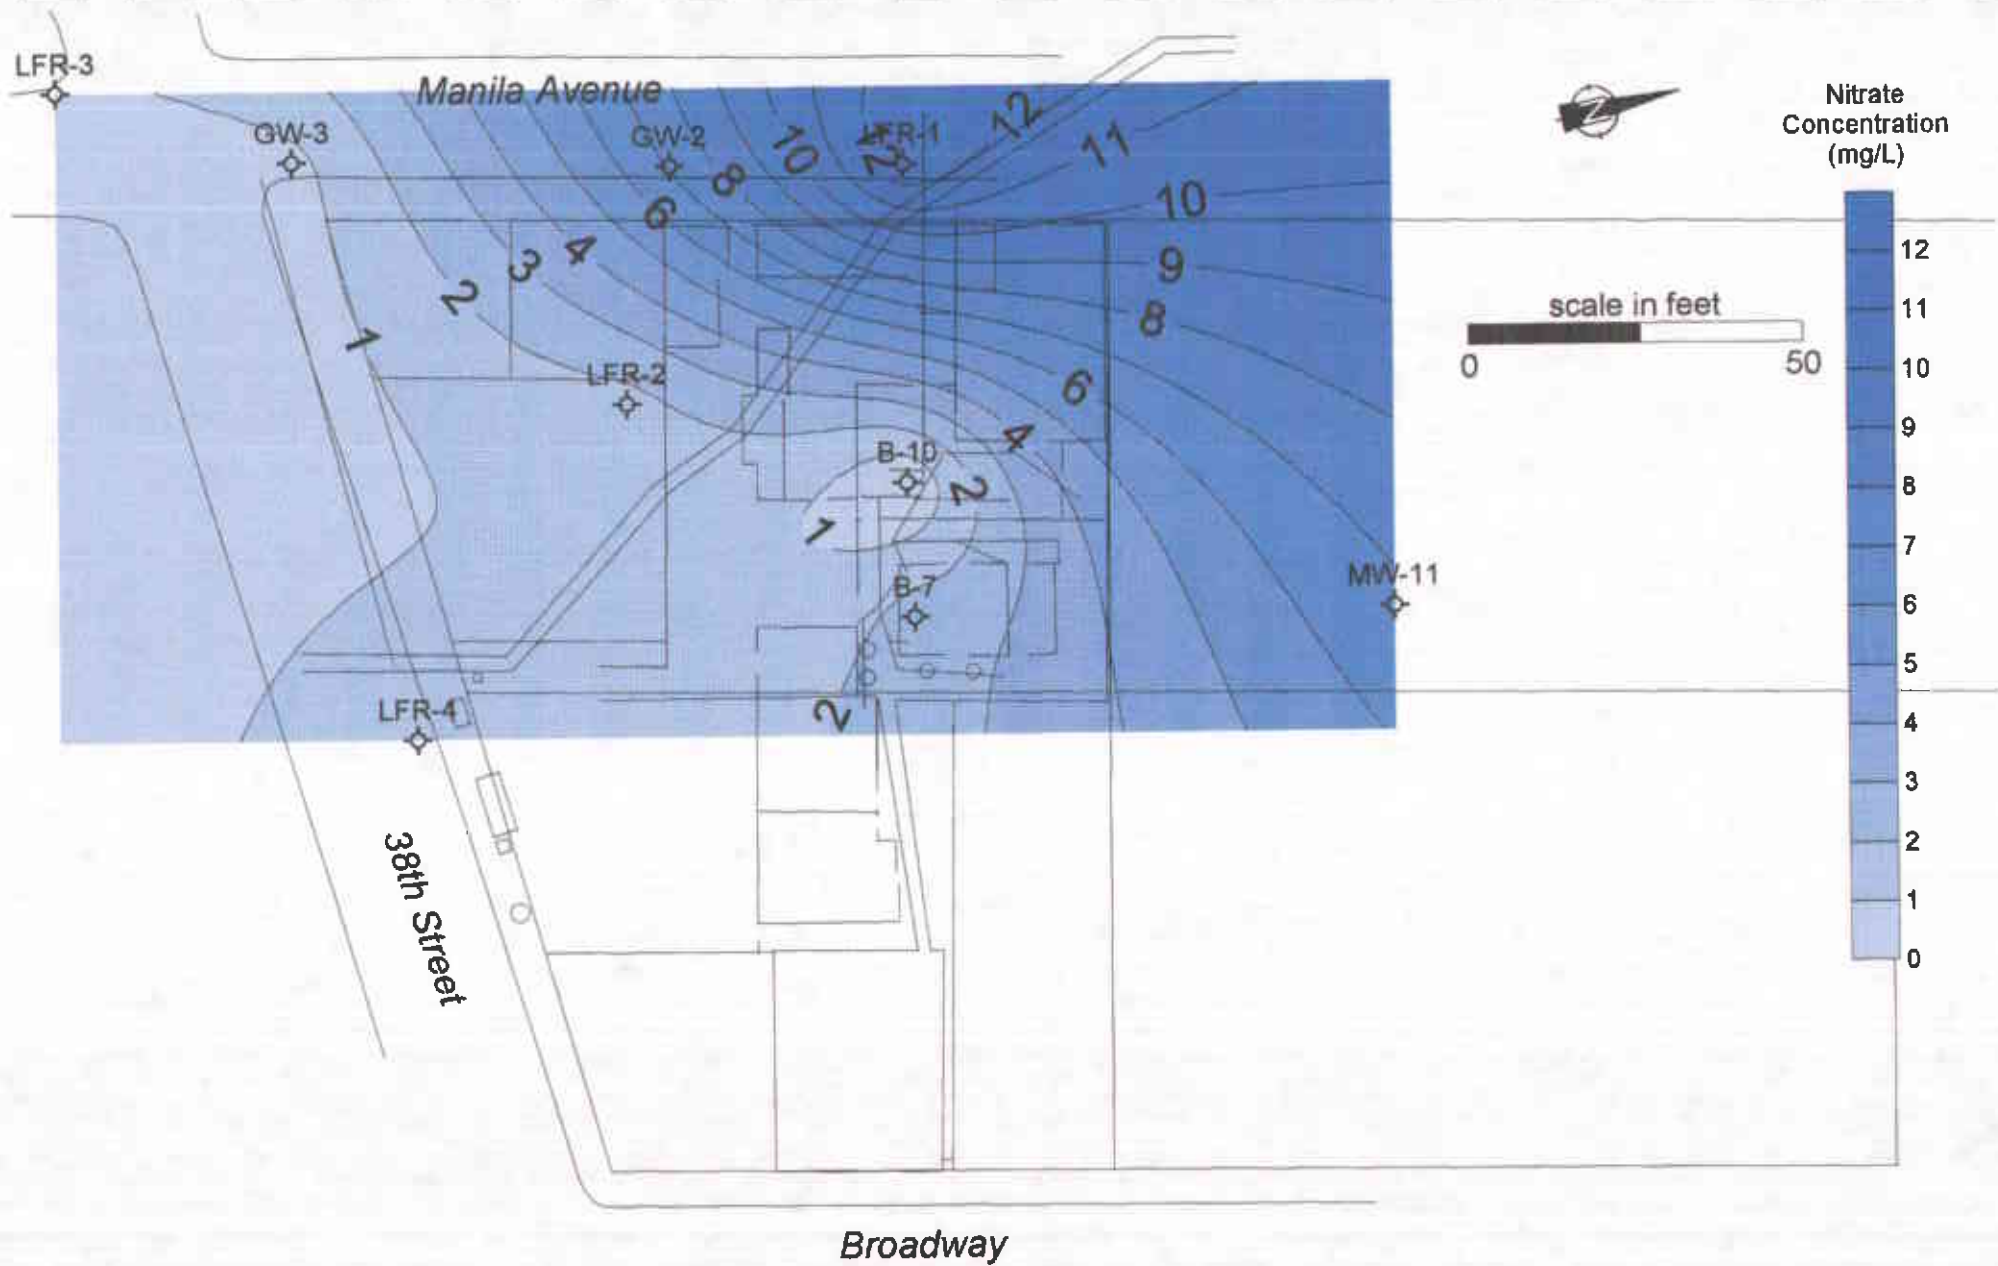 LFR-3
Manila Avenue
GW-3
GW-2
LFR-1
10
12
12
11
8
6
10
4
3
2
9
8
1
LFR-2
6
4
B-10
2
1
B-7
MW-11
2
LFR-4
38th Street
Broadway
Z
Nitrate
Concentration
(mg/L)
scale in feet
0 50
12
11
10
9
8
7
6
5
4
3
2
1
0